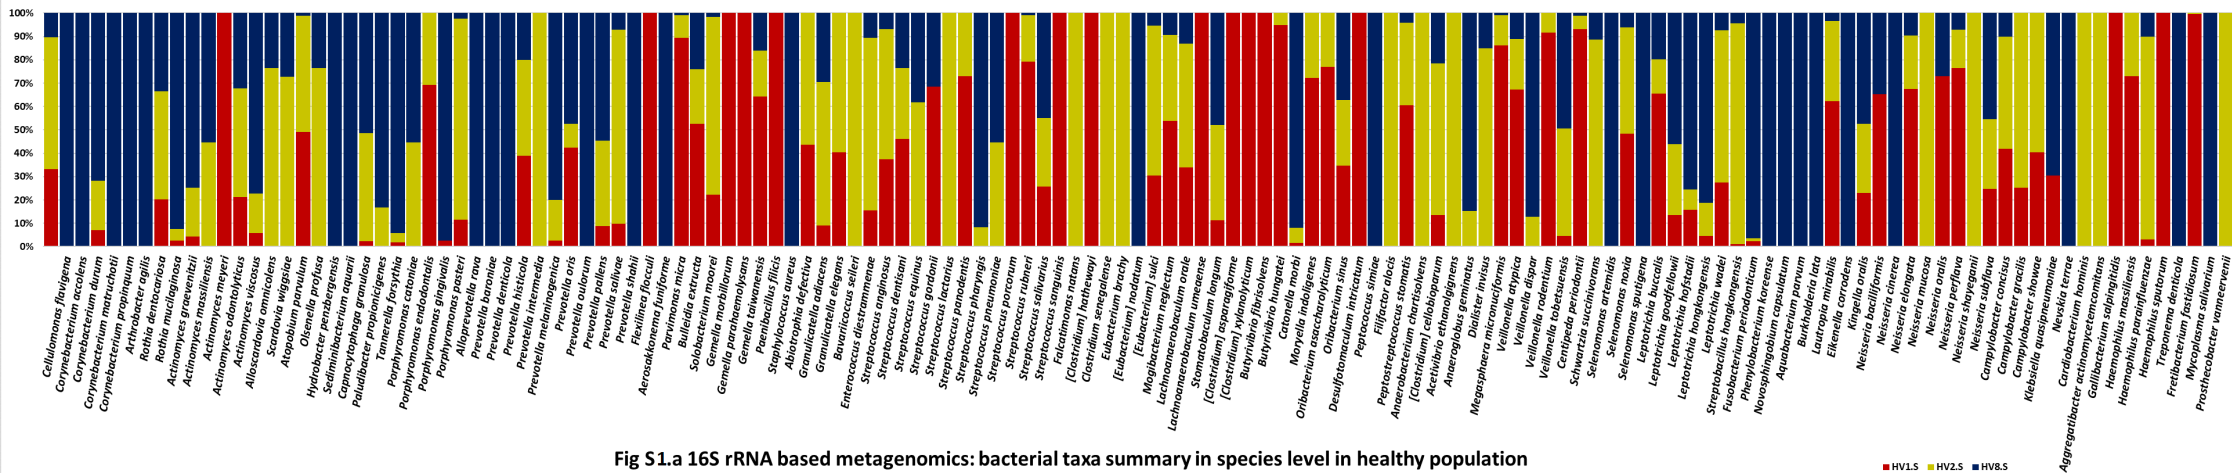 100%
90%
80%
70%
60%
50%
40%
30%
20%
10%
0%
Cellulomonas flavigena
Corynebacterium accolens
Corynebacterium durum
Corynebacterium matruchotii
Corynebacterium propinquum
Arthrobacter agilis
Rothia dentocariosa
Rothia mucilaginosa
Actinomyces graevenitzii
Actinomyces massiliensis
Actinomyces meyeri
Actinomyces odontolyticus
Actinomyces viscosus
Alloscardovia omnicolens
Scardovia wiggsiae
Atopobium parvulum
Olsenella profusa
Hydrobacter penzbergensis
Sediminibacterium aquarii
Capnocytophaga granulosa
Paludibacter propionicigenes
Tannerella forsythia
Porphyromonas catoniae
Porphyromonas endodontalis
Porphyromonas gingivalis
Porphyromonas pasteri
Alloprevotella rava
Prevotella baroniae
Prevotella denticola
Prevotella histicola
Prevotella intermedia
Prevotella melaninogenica
Prevotella oris
Prevotella oulorum
Prevotella pallens
Prevotella salivae
Prevotella shahii
Flexilinea flocculi
Aerosakkonema funiforme
Parvimonas micra
Bulleidia extructa
Solobacterium moorei
Gemella morbillorum
Gemella parahaemolysans
Gemella taiwanensis
Paenibacillus filicis
Staphylococcus aureus
Abiotrophia defectiva
Granulicatella adiacens
Granulicatella elegans
Bavariicoccus seileri
Enterococcus diestrammenae
Streptococcus anginosus
Streptococcus dentisani
Streptococcus equinus
Streptococcus gordonii
Streptococcus lactarius
Streptococcus panodentis
Streptococcus pharyngis
Streptococcus pneumoniae
Streptococcus porcorum
Streptococcus rubneri
Streptococcus salivarius
Streptococcus sanguinis
Falcatimonas natans
[Clostridium] hathewayi
Clostridium senegalense
Eubacterium brachy
[Eubacterium] nodatum
[Eubacterium] sulci
Mogibacterium neglectum
Lachnoanaerobaculum orale
Lachnoanaerobaculum umeaense
Stomatobaculum longum
[Clostridium] asparagiforme
[Clostridium] xylanolyticum
Butyrivibrio fibrisolvens
Butyrivibrio hungatei
Catonella morbi
Moryella indoligenes
Oribacterium asaccharolyticum
Oribacterium sinus
Desulfotomaculum intricatum
Peptococcus simiae
Filifactor alocis
Peptostreptococcus stomatis
Anaerobacterium chartisolvens
[Clostridium] cellobioparum
Acetivibrio ethanolgignens
Anaeroglobus geminatus
Dialister invisus
Megasphaera micronuciformis
Veillonella atypica
Veillonella dispar
Veillonella rodentium
Veillonella tobetsuensis
Centipeda periodontii
Schwartzia succinivorans
Selenomonas artemidis
Selenomonas noxia
Selenomonas sputigena
Leptotrichia buccalis
Leptotrichia goodfellowii
Leptotrichia hofstadii
Leptotrichia hongkongensis
Leptotrichia wadei
Streptobacillus hongkongensis
Fusobacterium periodonticum
Phenylobacterium koreense
Novosphingobium capsulatum
Aquabacterium parvum
Burkholderia lata
Lautropia mirabilis
Eikenella corrodens
Kingella oralis
Neisseria bacilliformis
Neisseria cinerea
Neisseria elongata
Neisseria mucosa
Neisseria oralis
Neisseria perflava
Neisseria shayeganii
Neisseria subflava
Campylobacter concisus
Campylobacter gracilis
Campylobacter showae
Klebsiella quasipneumoniae
Nevskia terrae
Cardiobacterium hominis
Aggregatibacter actinomycetemcomitans
Gallibacterium salpingitidis
Haemophilus massiliensis
Haemophilus parainfluenzae
Haemophilus sputorum
Treponema denticola
Fretibacterium fastidiosum
Mycoplasma salivarium
Prosthecobacter vanneervenii
Fig S1.a 16S rRNA based metagenomics: bacterial taxa summary in species level in healthy population
HV1.S HV2.S HV8.S